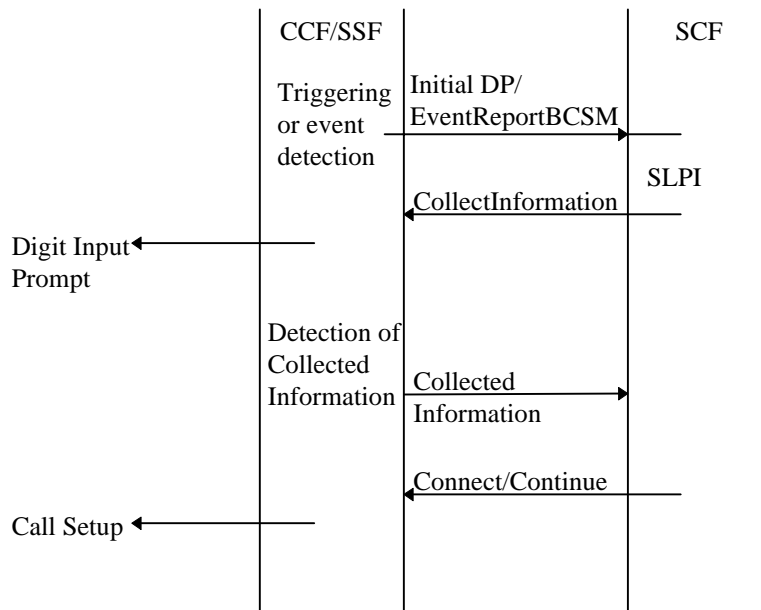 CCF/SSF
SCF
Triggering
or event
detection
Initial DP/
EventReportBCSM
SLPI
CollectInformation
Digit Input
Prompt
Detection of
Collected
Information
Collected
Information
Connect/Continue
Call Setup